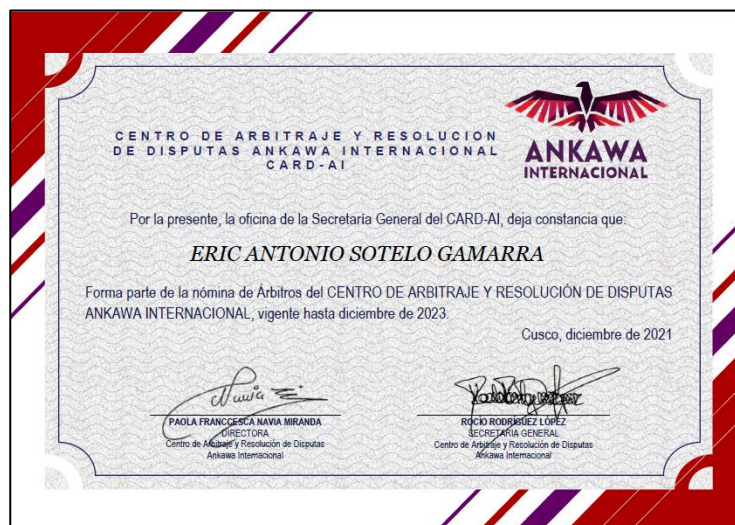 CENTRO DE ARBITRAJE Y RESOLUCION
DE DISPUTAS ANKAWA INTERNACIONAL
CARD-AI
ANKAWA
INTERNACIONAL
Por la presente, la oficina de la Secretaría General del CARD-AI, deja constancia que:
ERIC ANTONIO SOTELO GAMARRA
Forma parte de la nómina de Árbitros del CENTRO DE ARBITRAJE Y RESOLUCIÓN DE DISPUTAS
ANKAWA INTERNACIONAL, vigente hasta diciembre de 2023.
Cusco, diciembre de 2021
PAOLA FRANCCESCA NAVIA MIRANDA
DIRECTORA
Centro de Arbitraje y Resolución de Disputas
Ankawa Internacional
ROCIO RODRIGUEZ LÓPEZ
SECRETARIA GENERAL
Centro de Arbitraje y Resolución de Disputas
Ankawa Internacional